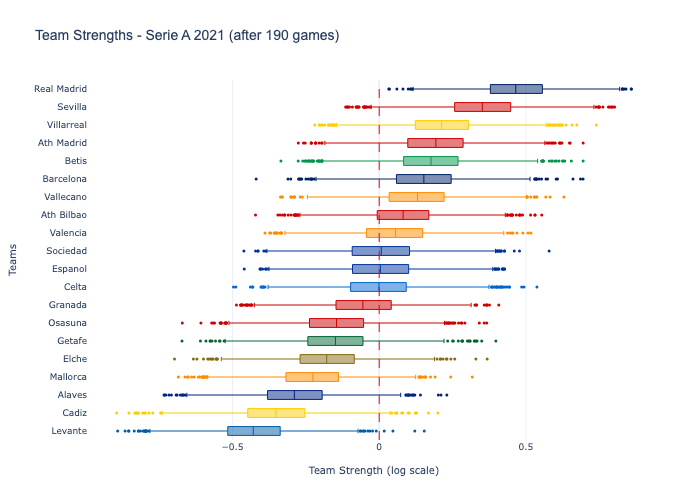 Team Strengths - Serie A 2021 (after 190 games)
Real Madrid
Sevilla
Villarreal
Ath Madrid
Betis
Barcelona
Vallecano
Ath Bilbao
Valencia
Sociedad
Espanol
Celta
Granada
Osasuna
Getafe
Elche
Mallorca
Alaves
Cadiz
Levante
Teams
−0.5
0
0.5
Team Strength (log scale)